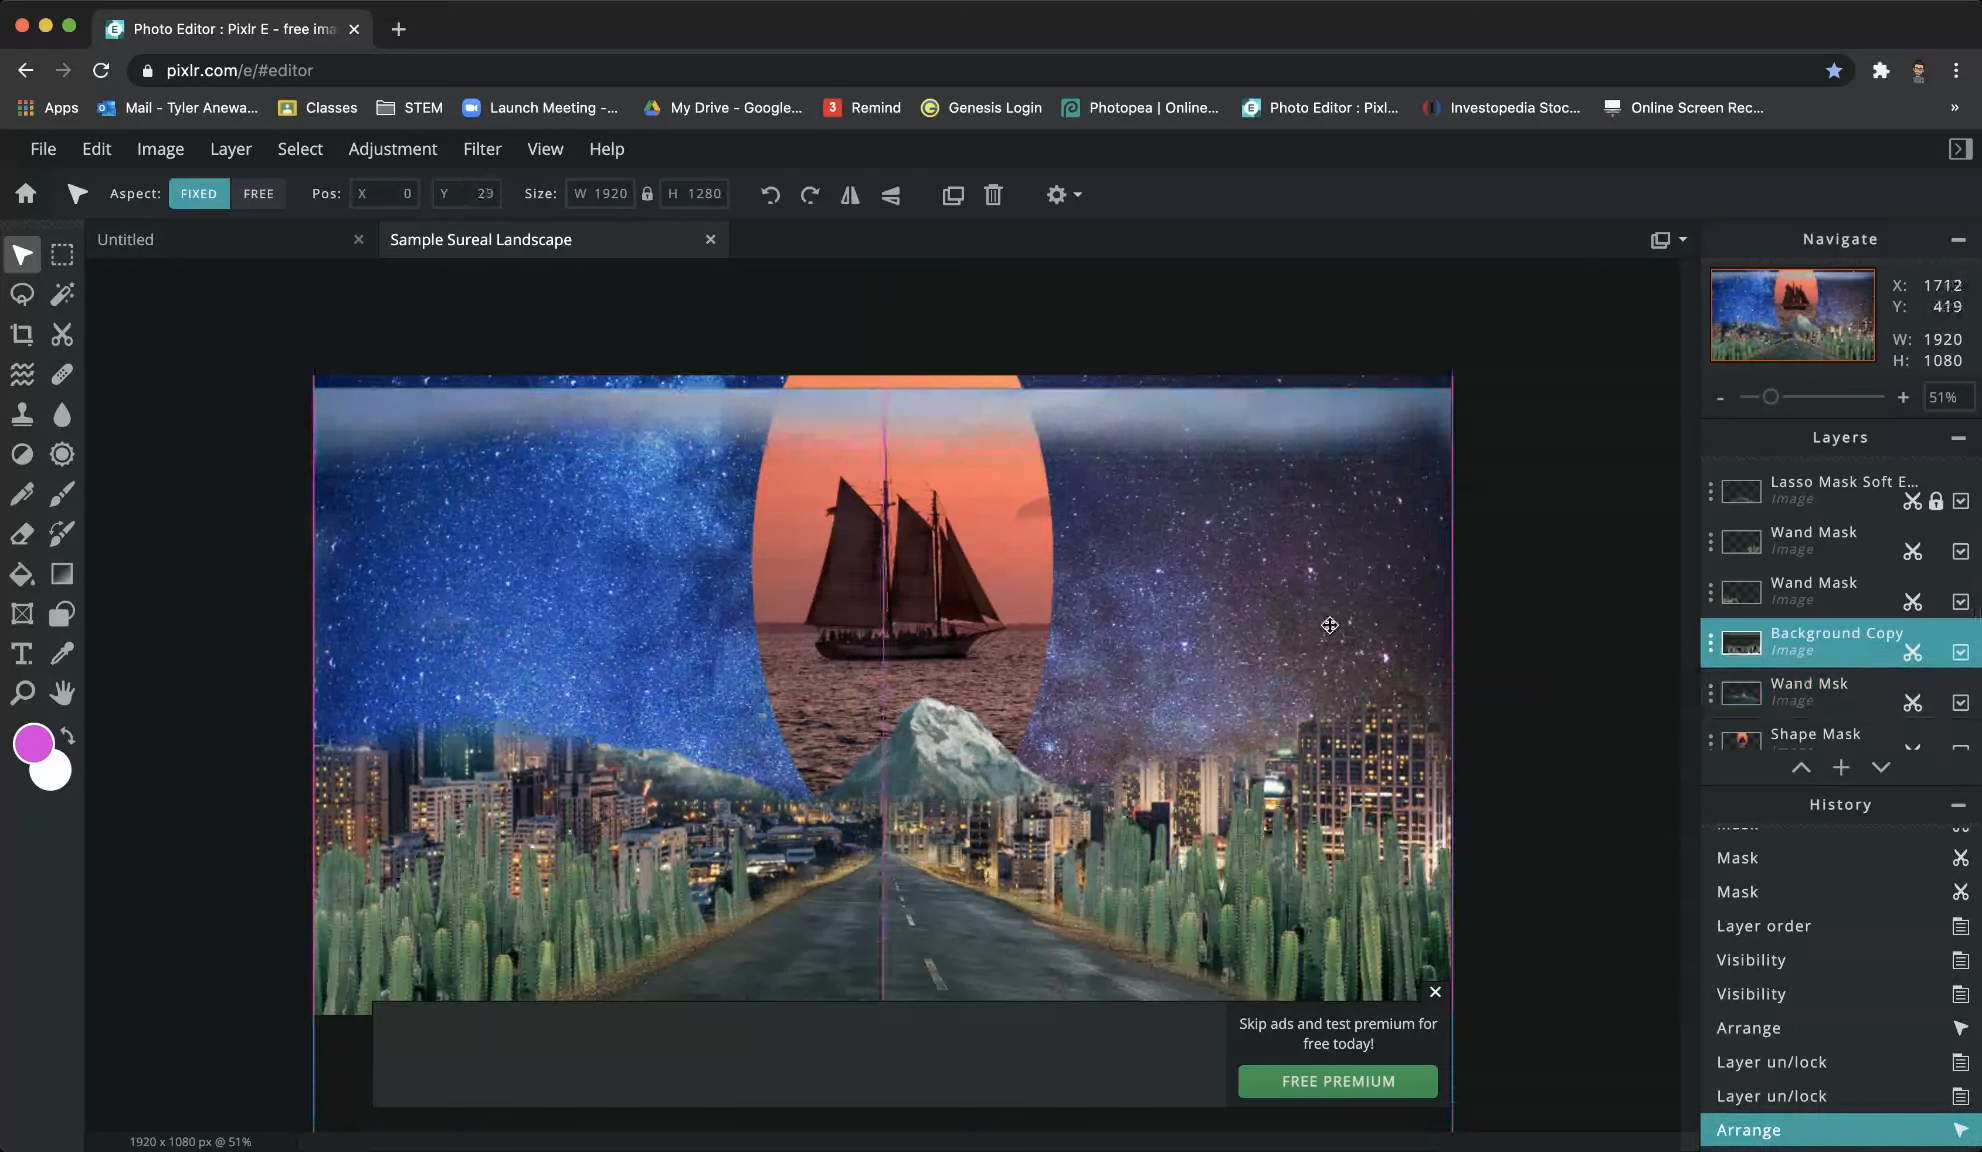 Photo Editor : Pixlr E - free ima
pixlr.com/e/#editor
Apps
Mail - Tyler Anewa...
Classes
STEM
Launch Meeting -...
My Drive - Google...
3
Remind
Genesis Login
Photopea | Online...
Photo Editor : Pixl...
Investopedia Stoc...
Online Screen Rec...
»
File Edit Image Layer Select Adjustment Filter View Help
Aspect: FIXED FREE Pos: X 0 Y 29 Size: W 1920 H 1280
Untitled
Sample Sureal Landscape
Navigate
X: 1712
Y: 419
W: 1920
H: 1080
- + 51%
Layers
Lasso Mask Soft E...
Image
Wand Mask
Image
Wand Mask
Image
Background Copy
Image
Wand Msk
Image
Shape Mask
History
Mask
Mask
Layer order
Visibility
Visibility
Arrange
Layer un/lock
Layer un/lock
Arrange
Skip ads and test premium for
free today!
FREE PREMIUM
1920 x 1080 px @ 51%